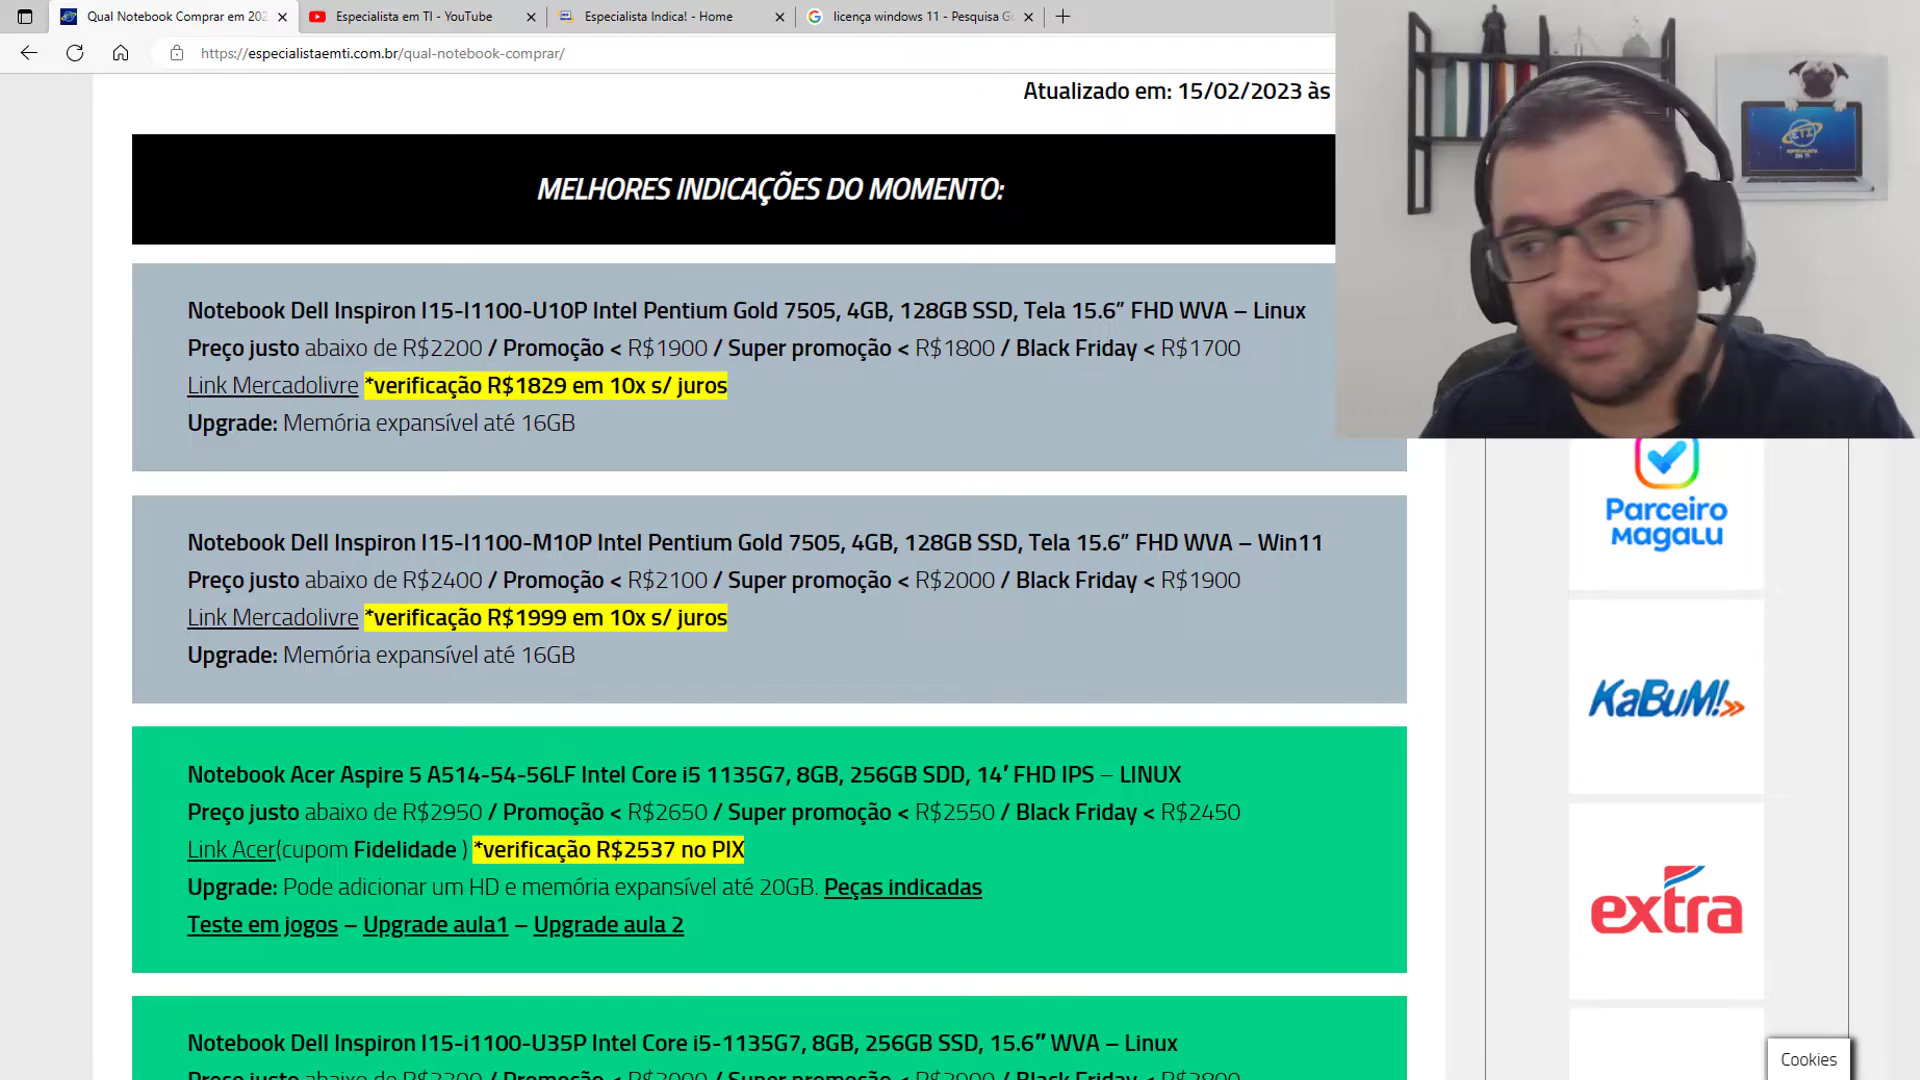 Qual Notebook Comprar em 202
Especialista em TI - YouTube
Especialista Indica! - Home
licença windows 11 - Pesquisa G
https://especialistaemti.com.br/qual-notebook-comprar/
Atualizado em: 15/02/2023 às
MELHORES INDICAÇÕES DO MOMENTO:
Notebook Dell Inspiron I15-I1100-U10P Intel Pentium Gold 7505, 4GB, 128GB SSD, Tela 15.6” FHD WVA – Linux
Preço justo abaixo de R$2200 / Promoção < R$1900 / Super promoção < R$1800 / Black Friday < R$1700
Link Mercadolivre *verificação R$1829 em 10x s/ juros
Upgrade: Memória expansível até 16GB
Notebook Dell Inspiron I15-I1100-M10P Intel Pentium Gold 7505, 4GB, 128GB SSD, Tela 15.6” FHD WVA – Win11
Preço justo abaixo de R$2400 / Promoção < R$2100 / Super promoção < R$2000 / Black Friday < R$1900
Link Mercadolivre *verificação R$1999 em 10x s/ juros
Upgrade: Memória expansível até 16GB
Notebook Acer Aspire 5 A514-54-56LF Intel Core i5 1135G7, 8GB, 256GB SDD, 14′ FHD IPS – LINUX
Preço justo abaixo de R$2950 / Promoção < R$2650 / Super promoção < R$2550 / Black Friday < R$2450
Link Acer(cupom Fidelidade ) *verificação R$2537 no PIX
Upgrade: Pode adicionar um HD e memória expansível até 20GB. Peças indicadas
Teste em jogos – Upgrade aula1 – Upgrade aula 2
Notebook Dell Inspiron I15-i1100-U35P Intel Core i5-1135G7, 8GB, 256GB SSD, 15.6″ WVA – Linux
ETI
ESPECIALISTA
EM TI
Parceiro
MAGALU
KaBuM!
extra
Cookies